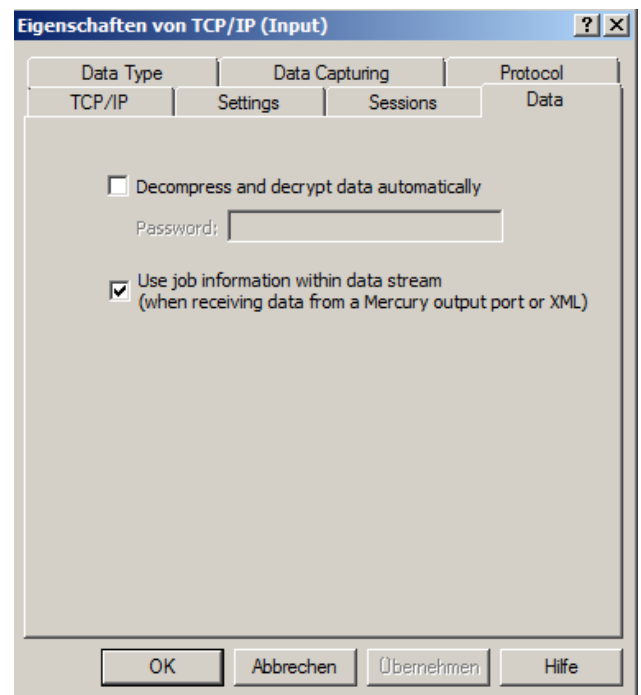 Eigenschaften von TCP/IP (Input)
Data Type Data Capturing Protocol
TCP/IP Settings Sessions Data
Decompress and decrypt data automatically
Password:
Use job information within data stream
(when receiving data from a Mercury output port or XML)
OK Abbrechen Übernehmen Hilfe